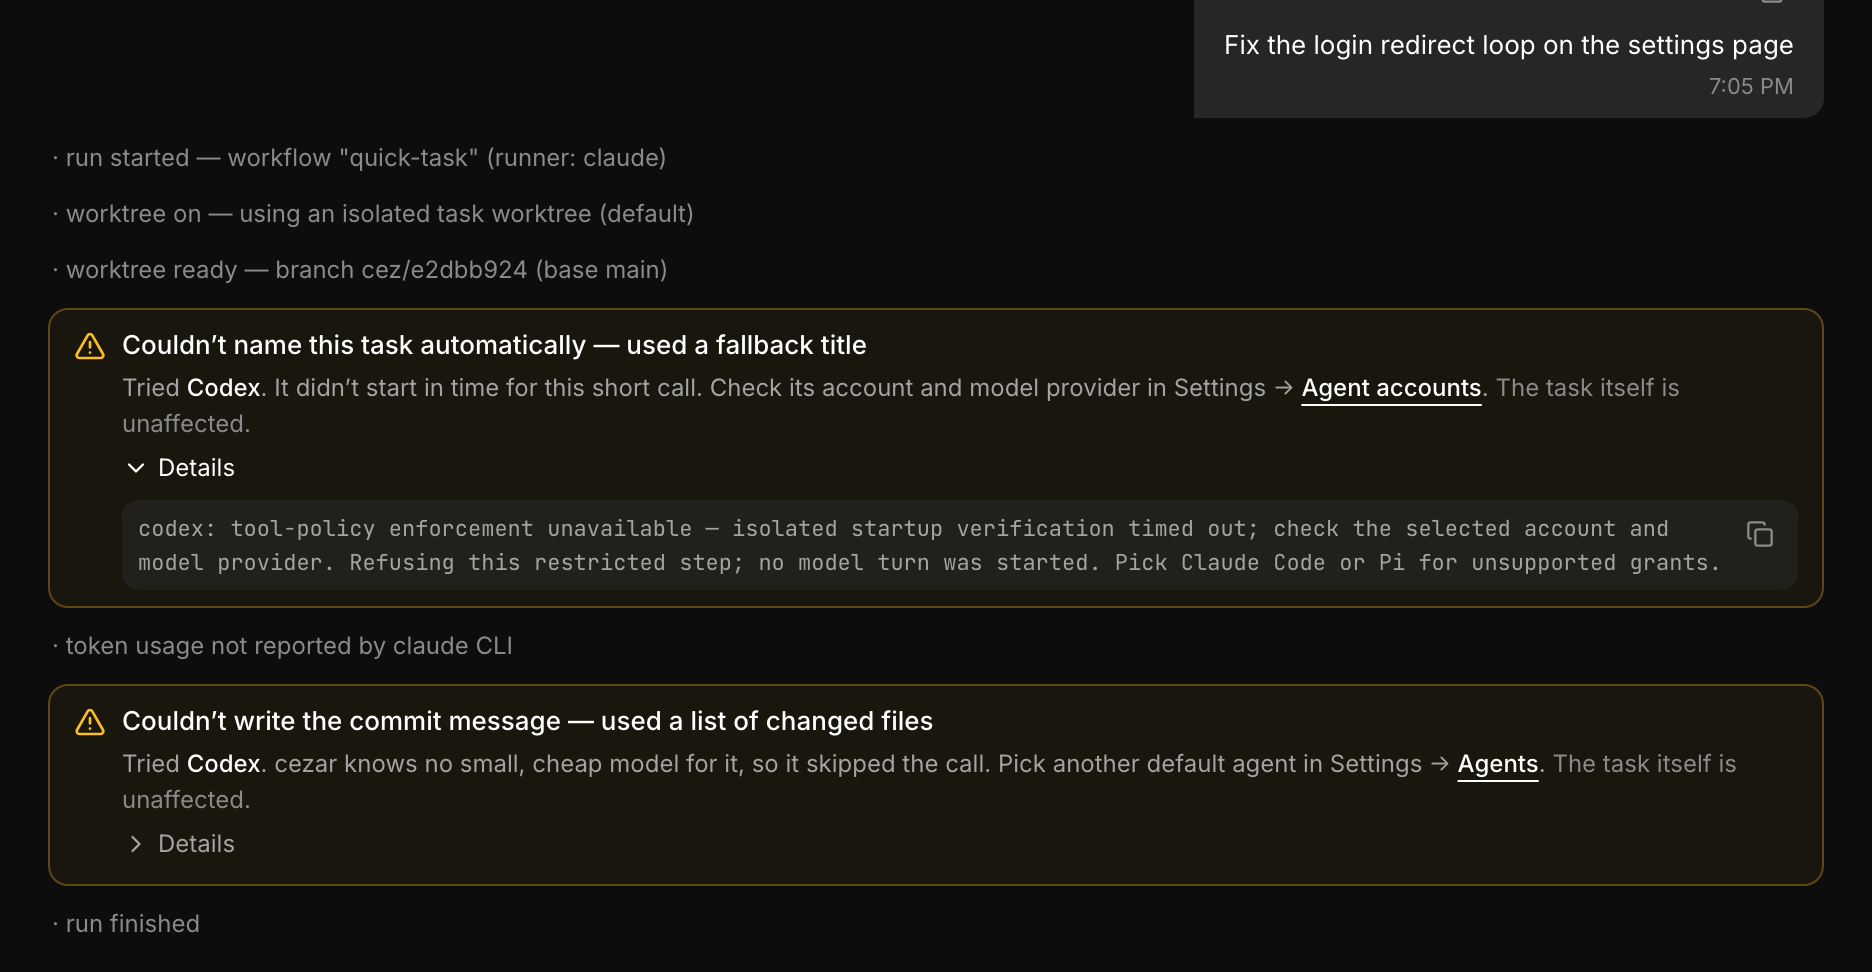 Fix the login redirect loop on the settings page
7:05 PM
· run started — workflow "quick-task" (runner: claude)
· worktree on — using an isolated task worktree (default)
· worktree ready — branch cez/e2dbb924 (base main)
Couldn’t name this task automatically — used a fallback title
Tried Codex. It didn’t start in time for this short call. Check its account and model provider in Settings → Agent accounts. The task itself is
unaffected.
Details
codex: tool-policy enforcement unavailable — isolated startup verification timed out; check the selected account and
model provider. Refusing this restricted step; no model turn was started. Pick Claude Code or Pi for unsupported grants.
· token usage not reported by claude CLI
Couldn’t write the commit message — used a list of changed files
Tried Codex. cezar knows no small, cheap model for it, so it skipped the call. Pick another default agent in Settings → Agents. The task itself is
unaffected.
Details
· run finished